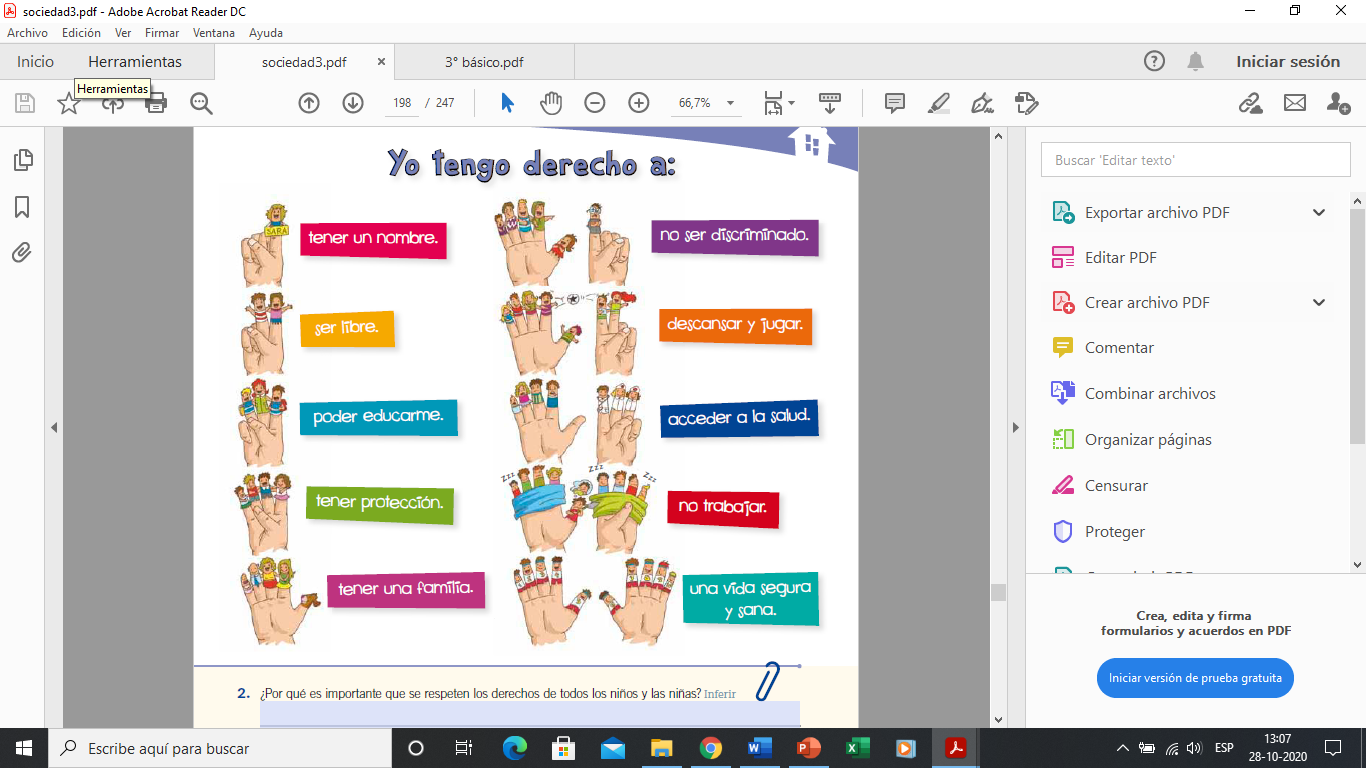 sociedad3.pdf - Adobe Acrobat Reader DC
Archivo Edición Ver Firmar Ventana Ayuda
Inicio Herramientas sociedad3.pdf 3° básico.pdf Iniciar sesión
Herramientas
198 / 247 66,7%
Yo tengo derecho a:
SARA
tener un nombre.
no ser discriminado.
ser libre.
descansar y jugar.
poder educarme.
acceder a la salud.
tener protección.
zzz zzz zzz
no trabajar.
tener una familia.
una vida segura
y sana.
2. ¿Por qué es importante que se respeten los derechos de todos los niños y las niñas? Inferir
Buscar 'Editar texto'
Exportar archivo PDF
Editar PDF
Crear archivo PDF
Comentar
Combinar archivos
Organizar páginas
Censurar
Proteger
Crea, edita y firma
formularios y acuerdos en PDF
Iniciar versión de prueba gratuita
Escribe aquí para buscar
ESP
13:07
28-10-2020